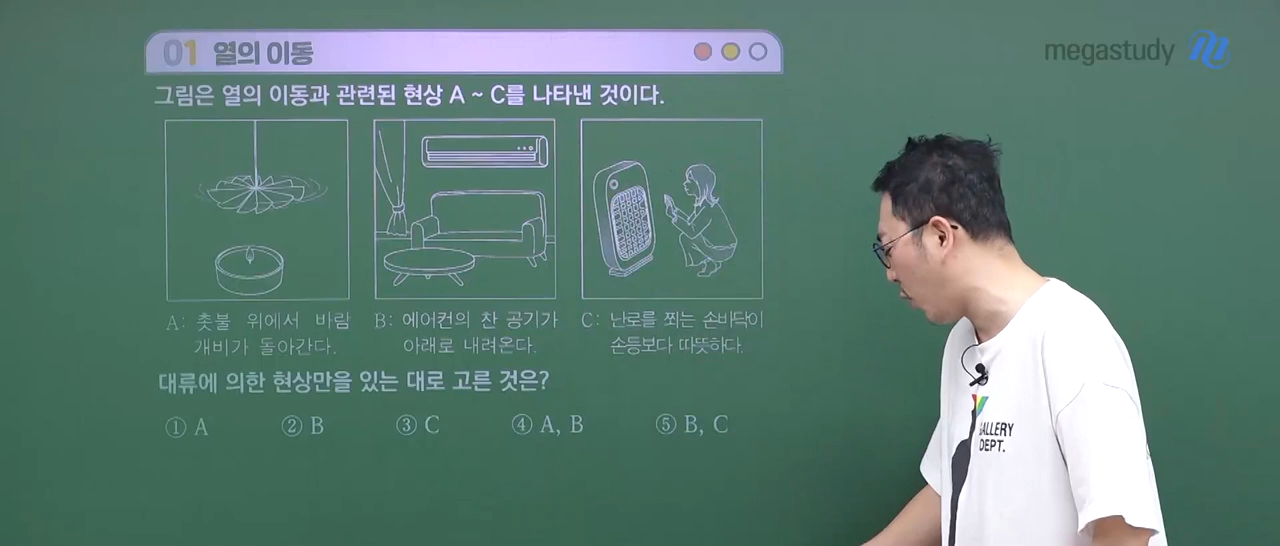 01 열의 이동
megastudy
그림은 열의 이동과 관련된 현상 A ~ C를 나타낸 것이다.
A: 촛불 위에서 바람
개비가 돌아간다.
B: 에어컨의 찬 공기가
아래로 내려온다.
C: 난로를 쬐는 손바닥이
손등보다 따뜻하다.
대류에 의한 현상만을 있는 대로 고른 것은?
① A ② B ③ C ④ A, B ⑤ B, C
GALLERY
DEPT.